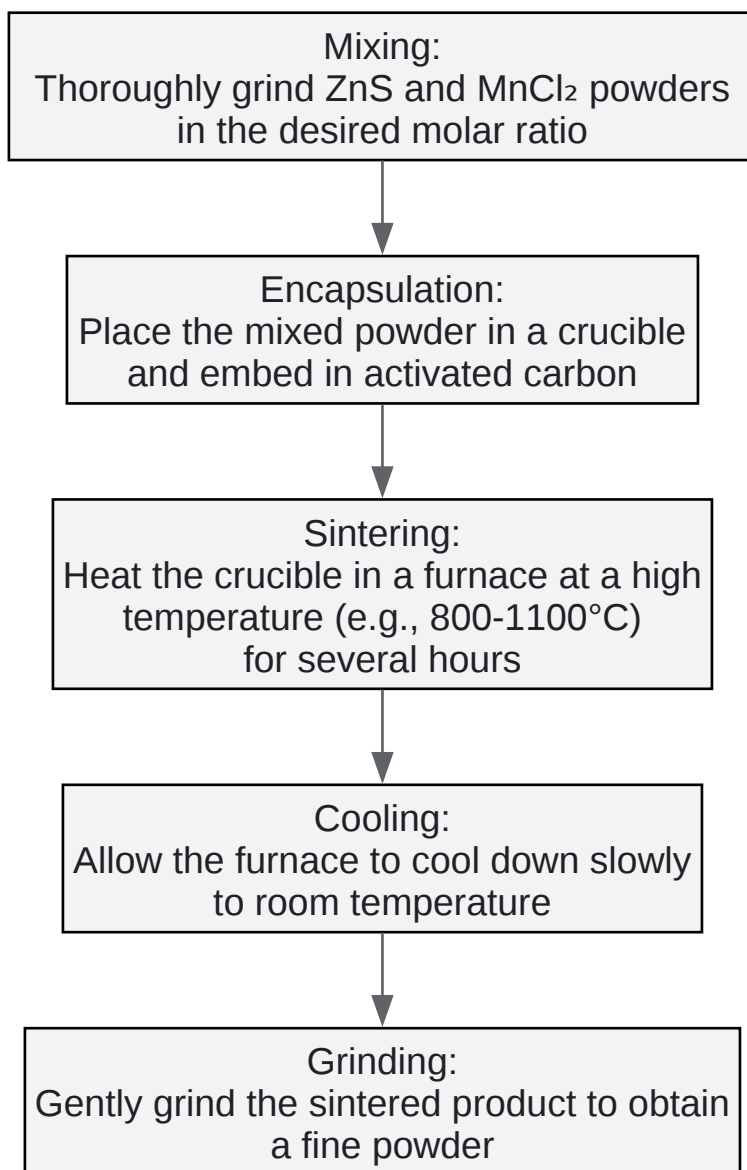 Mixing:
Thoroughly grind ZnS and MnCl₂ powders
in the desired molar ratio
Encapsulation:
Place the mixed powder in a crucible
and embed in activated carbon
Sintering:
Heat the crucible in a furnace at a high
temperature (e.g., 800-1100°C)
for several hours
Cooling:
Allow the furnace to cool down slowly
to room temperature
Grinding:
Gently grind the sintered product to obtain
a fine powder